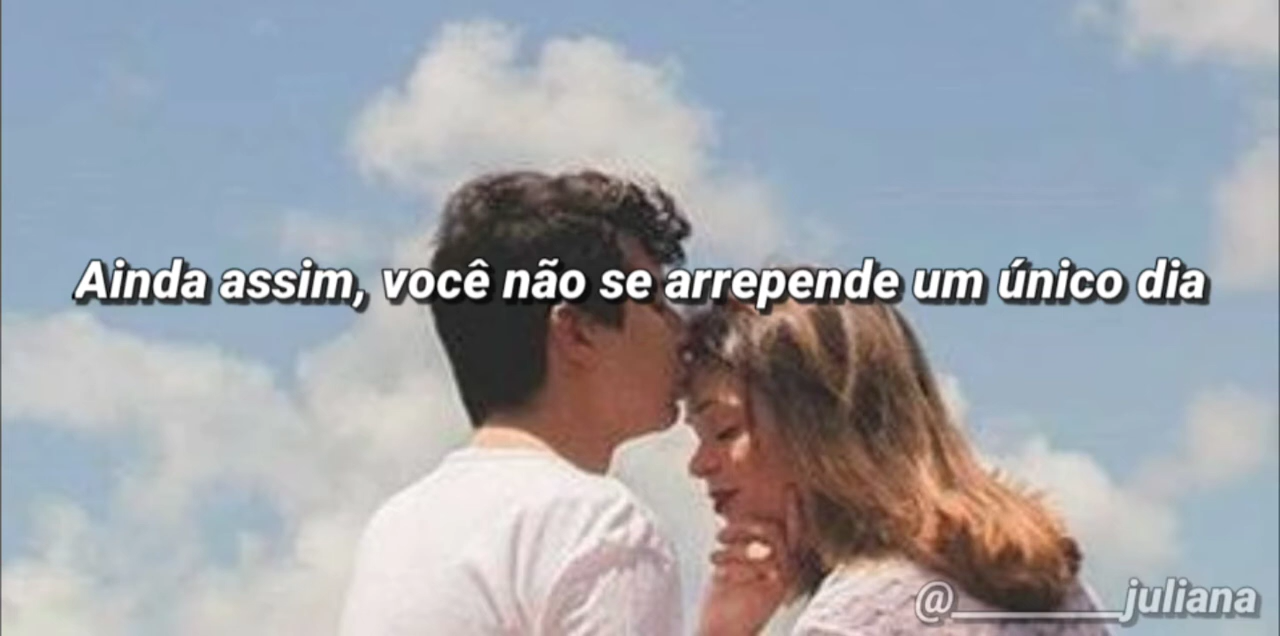 Ainda assim, você não se arrepende um único dia
@________juliana